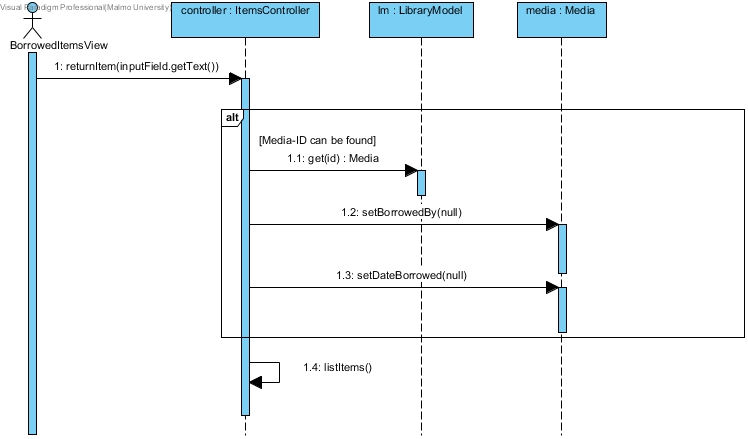 Visual Paradigm Professional(Malmo University)
controller : ItemsController
lm : LibraryModel
media : Media
BorrowedItemsView
1: returnItem(inputField.getText())
alt
[Media-ID can be found]
1.1: get(id) : Media
1.2: setBorrowedBy(null)
1.3: setDateBorrowed(null)
1.4: listItems()